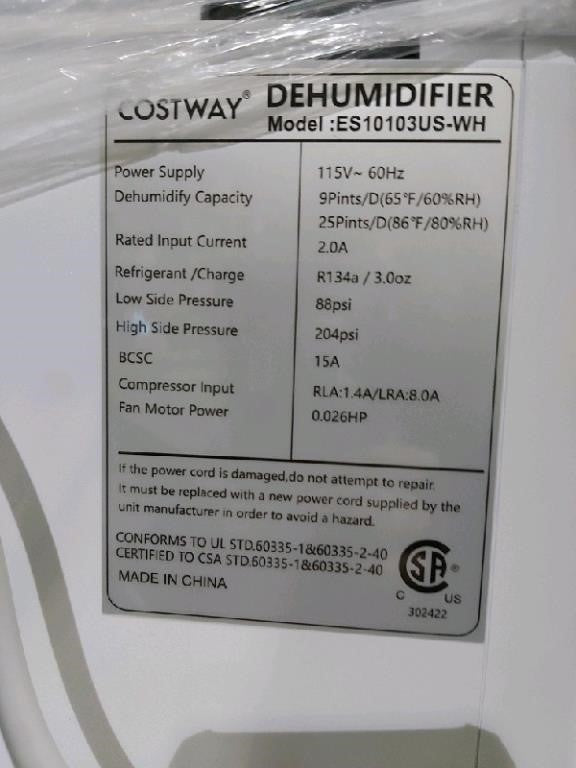 COSTWAY® DEHUMIDIFIER
Model :ES10103US-WH
Power Supply 115V~ 60Hz
Dehumidify Capacity 9Pints/D(65°F/60%RH)
25Pints/D(86°F/80%RH)
Rated Input Current 2.0A
Refrigerant /Charge R134a / 3.0oz
Low Side Pressure 88psi
High Side Pressure 204psi
BCSC 15A
Compressor Input RLA:1.4A/LRA:8.0A
Fan Motor Power 0.026HP
If the power cord is damaged,do not attempt to repair.
It must be replaced with a new power cord supplied by the
unit manufacturer in order to avoid a hazard.
CONFORMS TO UL STD.60335-1&60335-2-40
CERTIFIED TO CSA STD.60335-1&60335-2-40
MADE IN CHINA
SA®
C US
302422